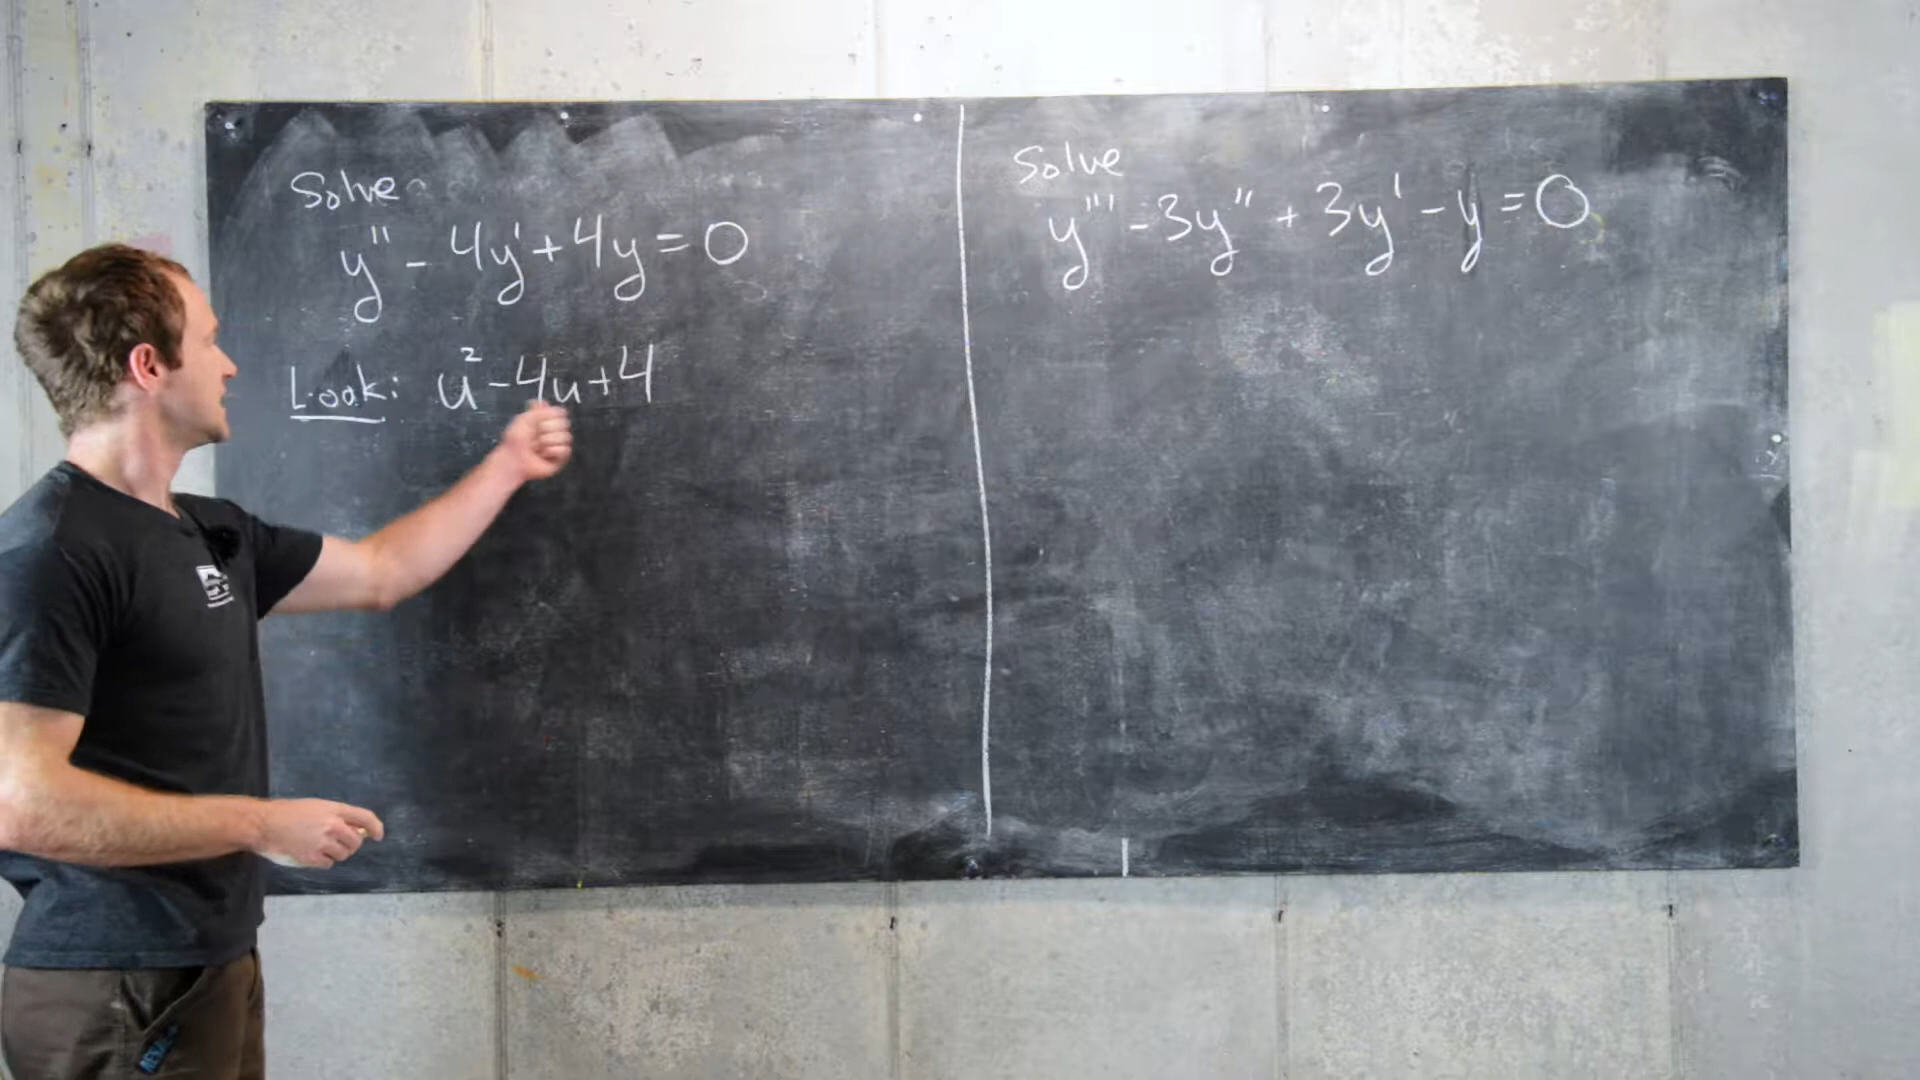 Solve
y'' - 4y' + 4y = 0
Look: u² - 4u + 4
Solve
y''' - 3y'' + 3y' - y = 0